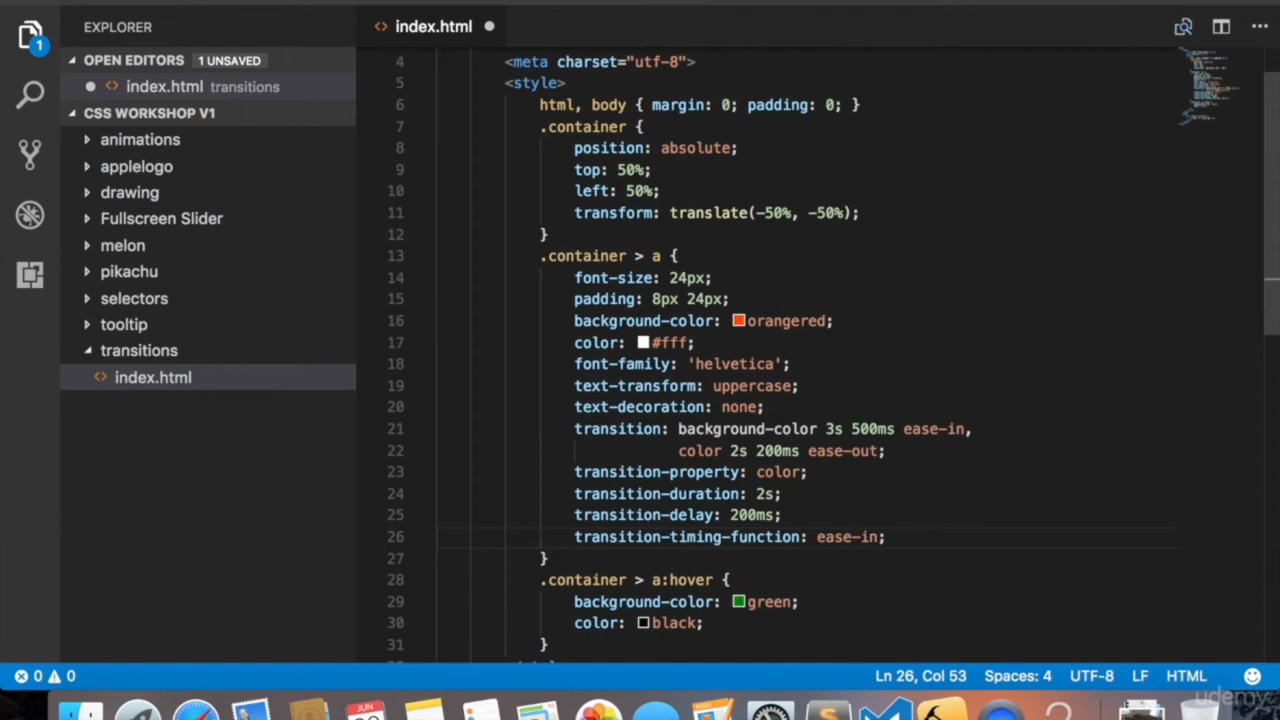 EXPLORER
index.html
1
OPEN EDITORS 1 UNSAVED
index.html transitions
CSS WORKSHOP V1
animations
applelogo
drawing
Fullscreen Slider
melon
pikachu
selectors
tooltip
transitions
index.html
4 <meta charset="utf-8">
5 <style>
6 html, body { margin: 0; padding: 0; }
7 .container {
8 position: absolute;
9 top: 50%;
10 left: 50%;
11 transform: translate(-50%, -50%);
12 }
13 .container > a {
14 font-size: 24px;
15 padding: 8px 24px;
16 background-color: orangered;
17 color: #fff;
18 font-family: 'helvetica';
19 text-transform: uppercase;
20 text-decoration: none;
21 transition: background-color 3s 500ms ease-in,
22 color 2s 200ms ease-out;
23 transition-property: color;
24 transition-duration: 2s;
25 transition-delay: 200ms;
26 transition-timing-function: ease-in;
27 }
28 .container > a:hover {
29 background-color: green;
30 color: black;
31 }
0 0 Ln 26, Col 53 Spaces: 4 UTF-8 LF HTML
JUN
udemy